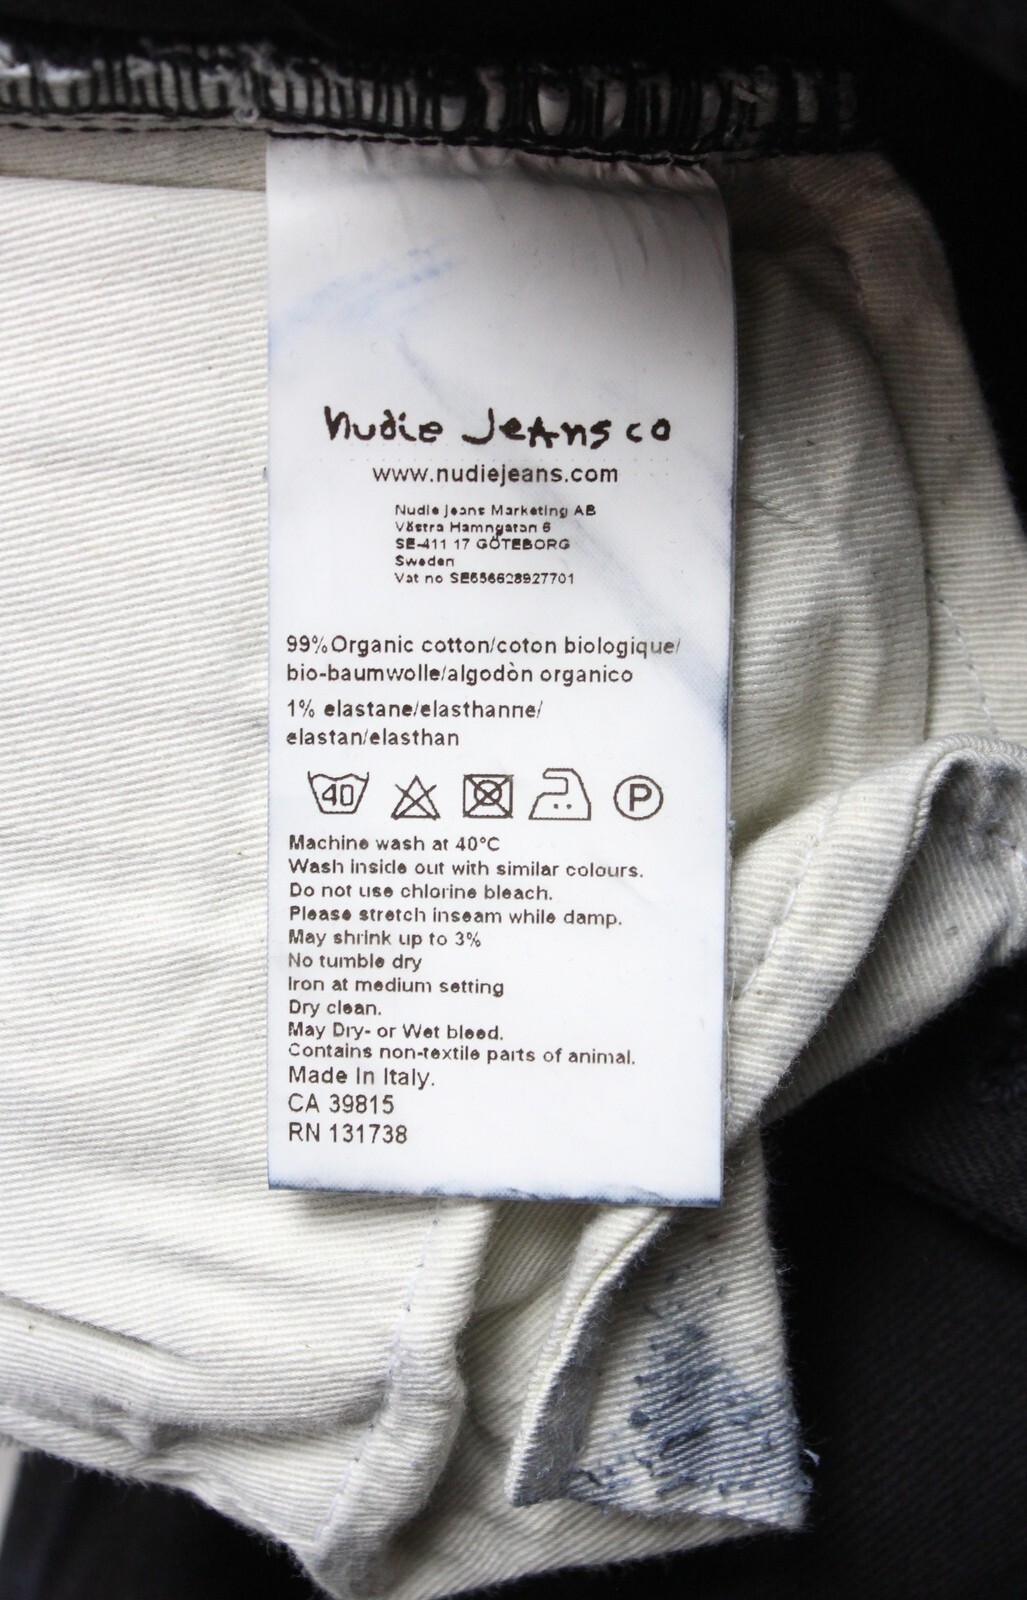 Nudie Jeans co
www.nudiejeans.com
Nudie Jeans Marketing AB
Västra Hamngatan 6
SE-411 17 GÖTEBORG
Sweden
Vat no SE556628927701
99%Organic cotton/coton biologique/
bio-baumwolle/algodòn organico
1% elastane/elasthanne/
elastan/elasthan
40 P
Machine wash at 40°C
Wash inside out with similar colours.
Do not use chlorine bleach.
Please stretch inseam while damp.
May shrink up to 3%
No tumble dry
Iron at medium setting
Dry clean.
May Dry- or Wet bleed.
Contains non-textile parts of animal.
Made In Italy.
CA 39815
RN 131738